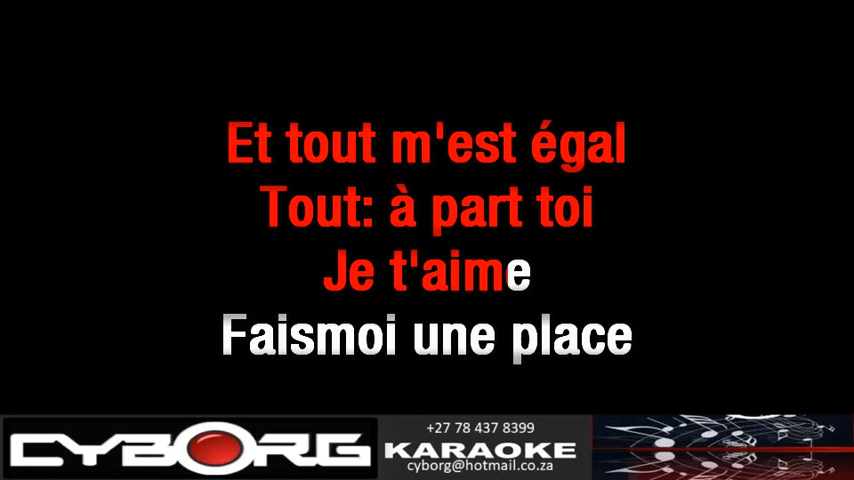 Et tout m'est égal
Tout: à part toi
Je t'aime
Faismoi une place
CYBORG
+27 78 437 8399
KARAOKE
cyborg@hotmail.co.za